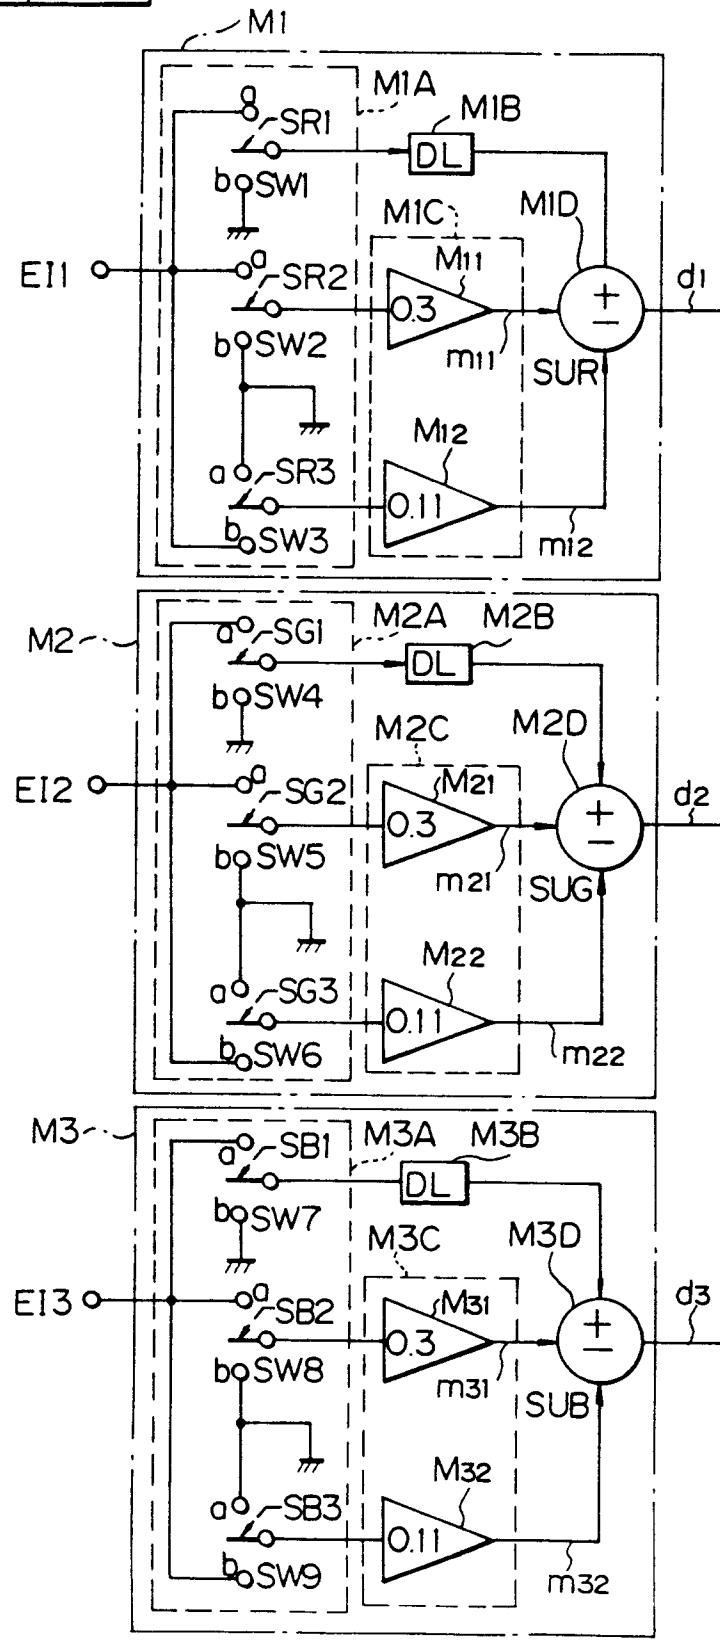 M1
M1A
a
SR1
M1B
DL
b
SW1
M1C
M1D
EI1
a
SR2
M11
0.3
+
−
d1
b
SW2
m11
SUR
M12
a
SR3
0.11
b
SW3
m12
M2
M2A
M2B
a
SG1
DL
b
SW4
M2C
M2D
EI2
a
SG2
M21
0.3
+
−
d2
b
SW5
m21
SUG
M22
a
SG3
0.11
b
SW6
m22
M3
M3A
M3B
a
SB1
DL
b
SW7
M3C
M3D
EI3
a
SB2
M31
0.3
+
−
d3
b
SW8
m31
SUB
M32
a
SB3
0.11
b
SW9
m32